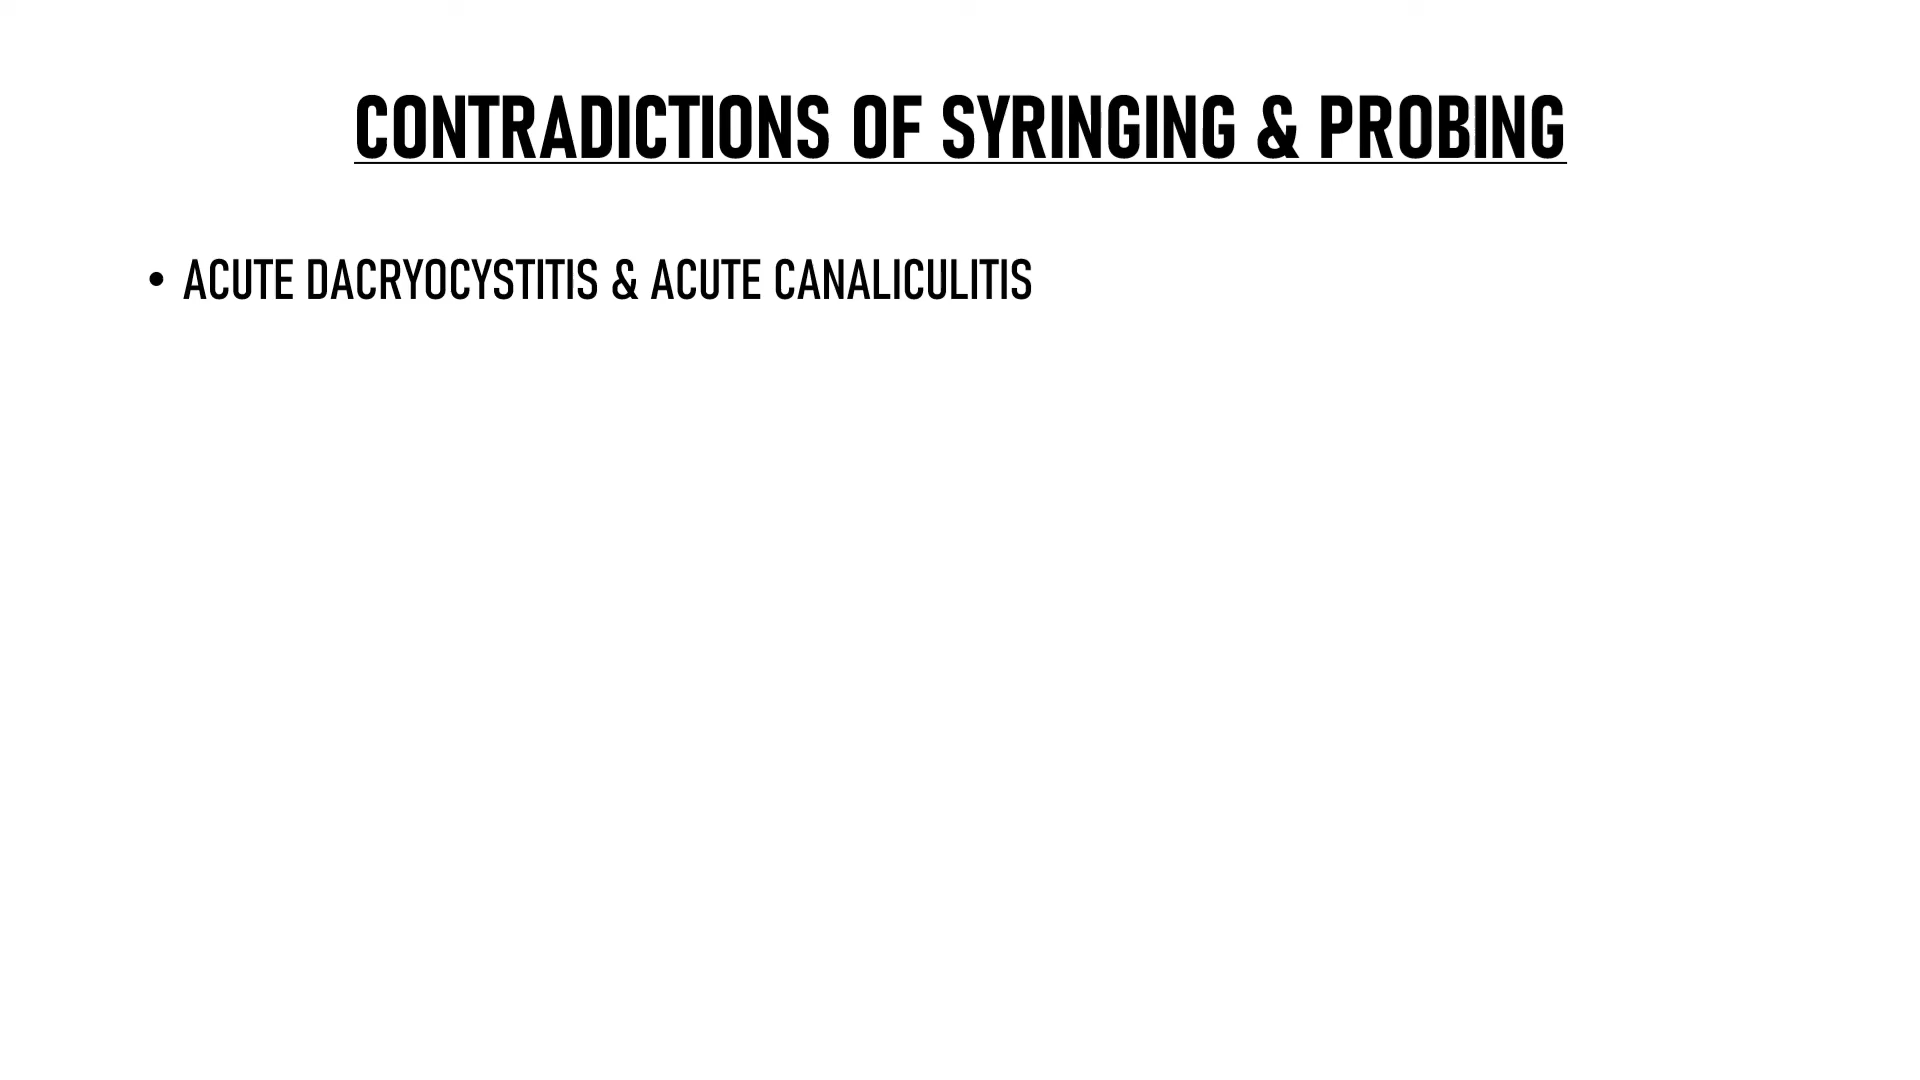 CONTRADICTIONS OF SYRINGING & PROBING
• ACUTE DACRYOCYSTITIS & ACUTE CANALICULITIS